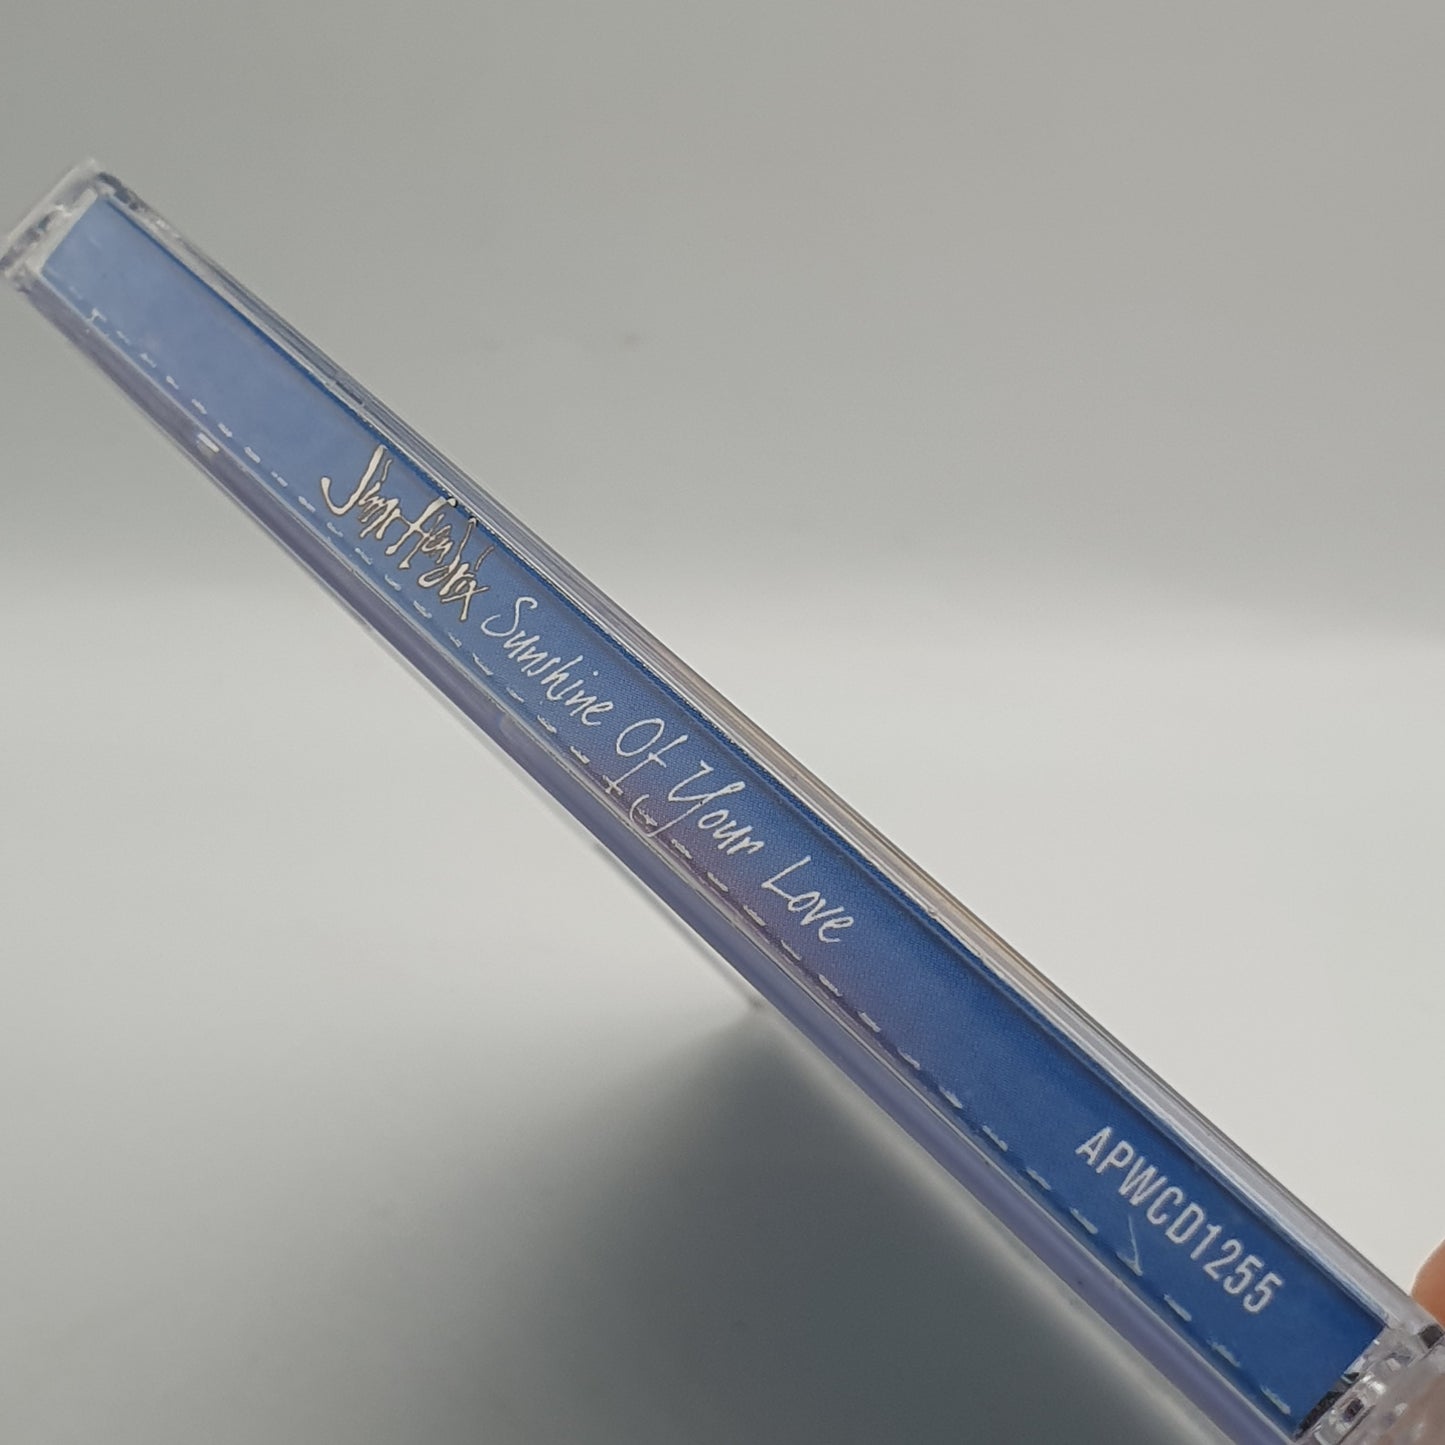 Jimi Hendrix Sunshine Of Your Love
APWCD1255